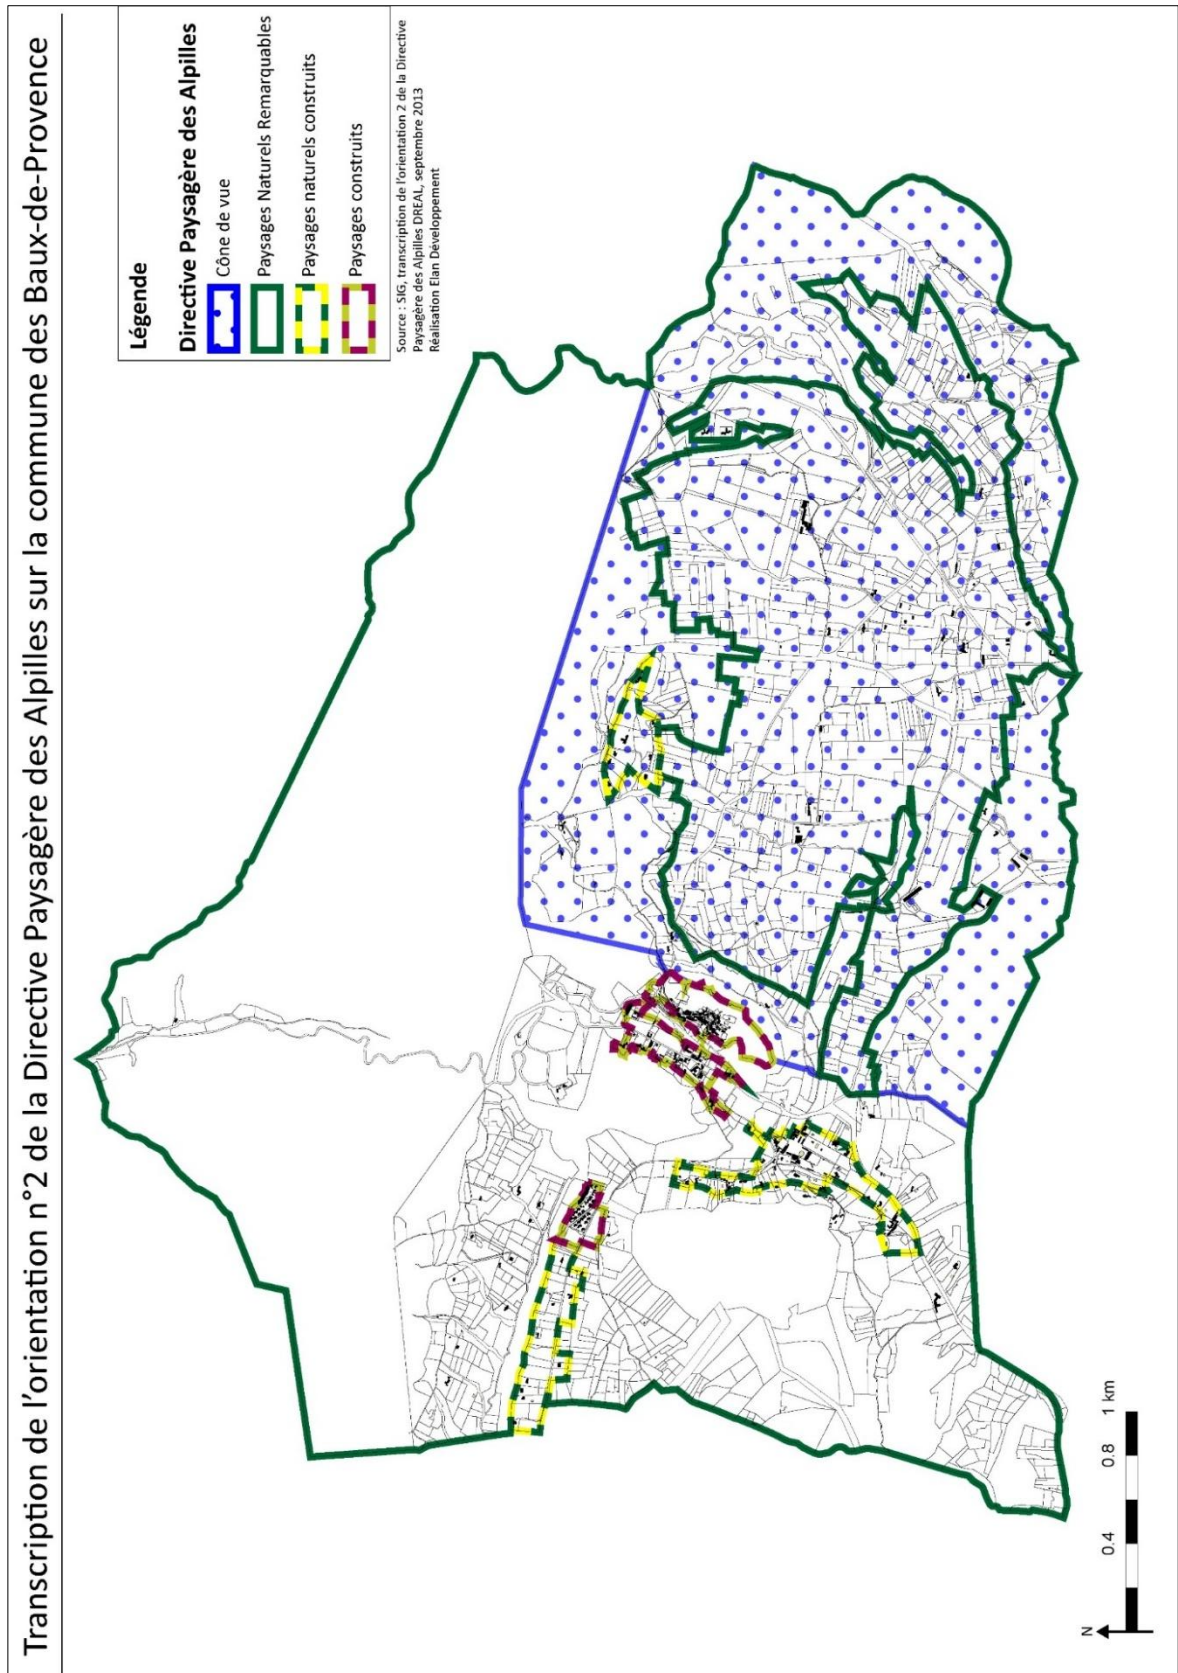 Transcription de l'orientation n°2 de la Directive Paysagère des Alpilles sur la commune des Baux-de-Provence
Légende
Directive Paysagère des Alpilles
Cône de vue
Paysages Naturels Remarquables
Paysages naturels construits
Paysages construits
Source : SIG, transcription de l'orientation 2 de la Directive
Paysagère des Alpilles DREAL, septembre 2013
Réalisation Elan Développement
N
0.4 0.8 1 km